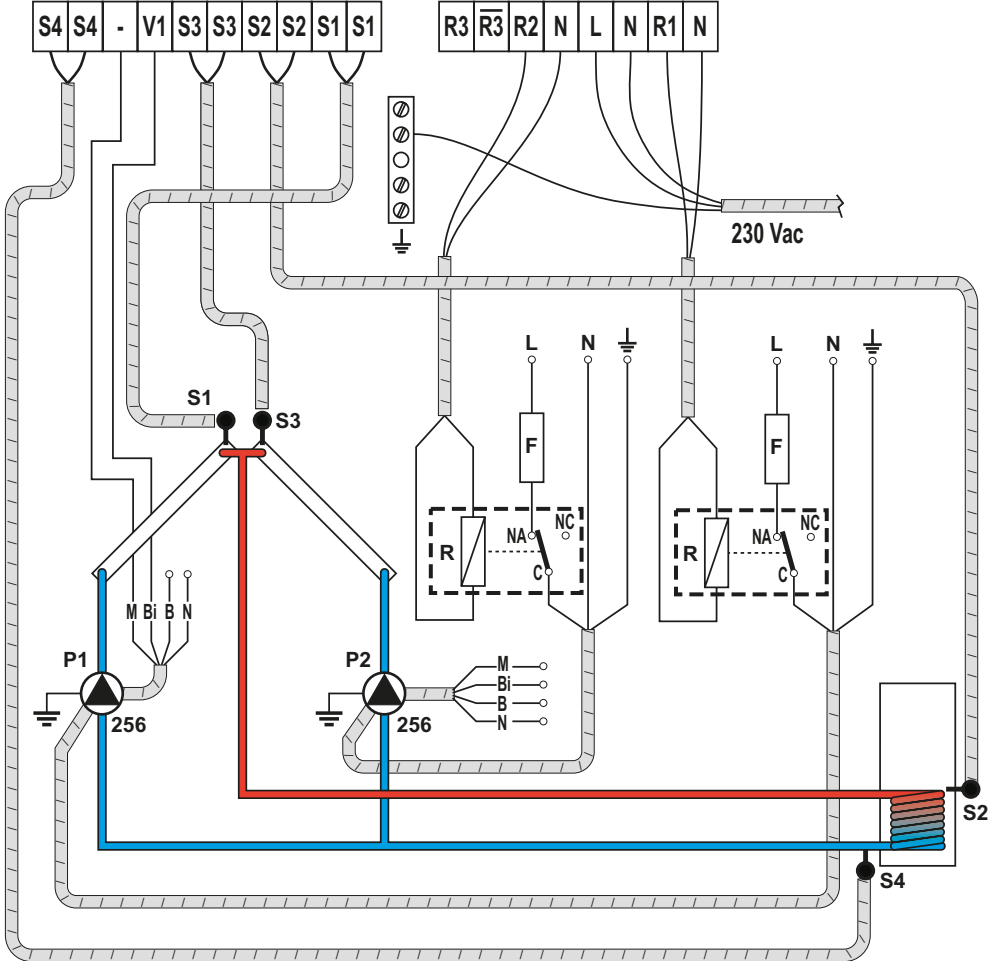 S4 S4 - V1 S3 S3 S2 S2 S1 S1
R3 R̅3̅ R2 N L N R1 N
230 Vac
L N
L N
S1
S3
F
F
R
NA
NC
C
R
NA
NC
C
M Bi B N
P1
256
P2
256
M
Bi
B
N
S2
S4